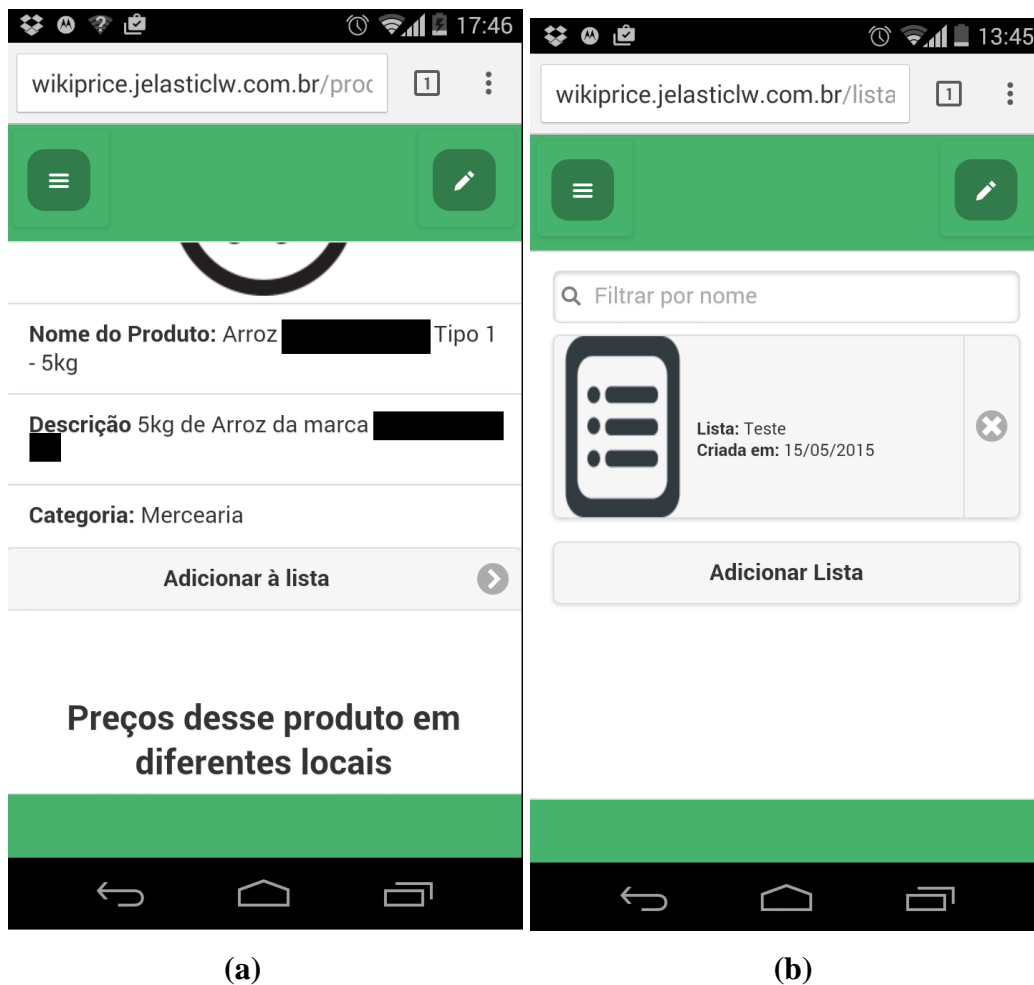 17:46
wikiprice.jelasticlw.com.br/proc
1
Nome do Produto: Arroz Tipo 1
- 5kg
Descrição 5kg de Arroz da marca
Categoria: Mercearia
Adicionar à lista
Preços desse produto em
diferentes locais
(a)
13:45
wikiprice.jelasticlw.com.br/lista
1
Filtrar por nome
Lista: Teste
Criada em: 15/05/2015
Adicionar Lista
(b)